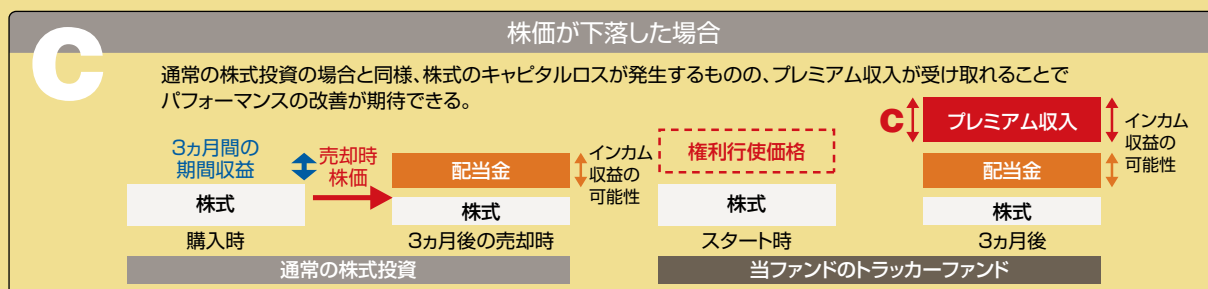 株価が下落した場合
C
通常の株式投資の場合と同様、株式のキャピタルロスが発生するものの、プレミアム収入が受け取れることで
パフォーマンスの改善が期待できる。
3ヵ月間の
期間収益
売却時
株価
株式
購入時
配当金
株式
3ヵ月後の売却時
インカム
収益の
可能性
通常の株式投資
権利行使価格
株式
スタート時
C
プレミアム収入
配当金
株式
3ヵ月後
インカム
収益の
可能性
当ファンドのトラッカーファンド